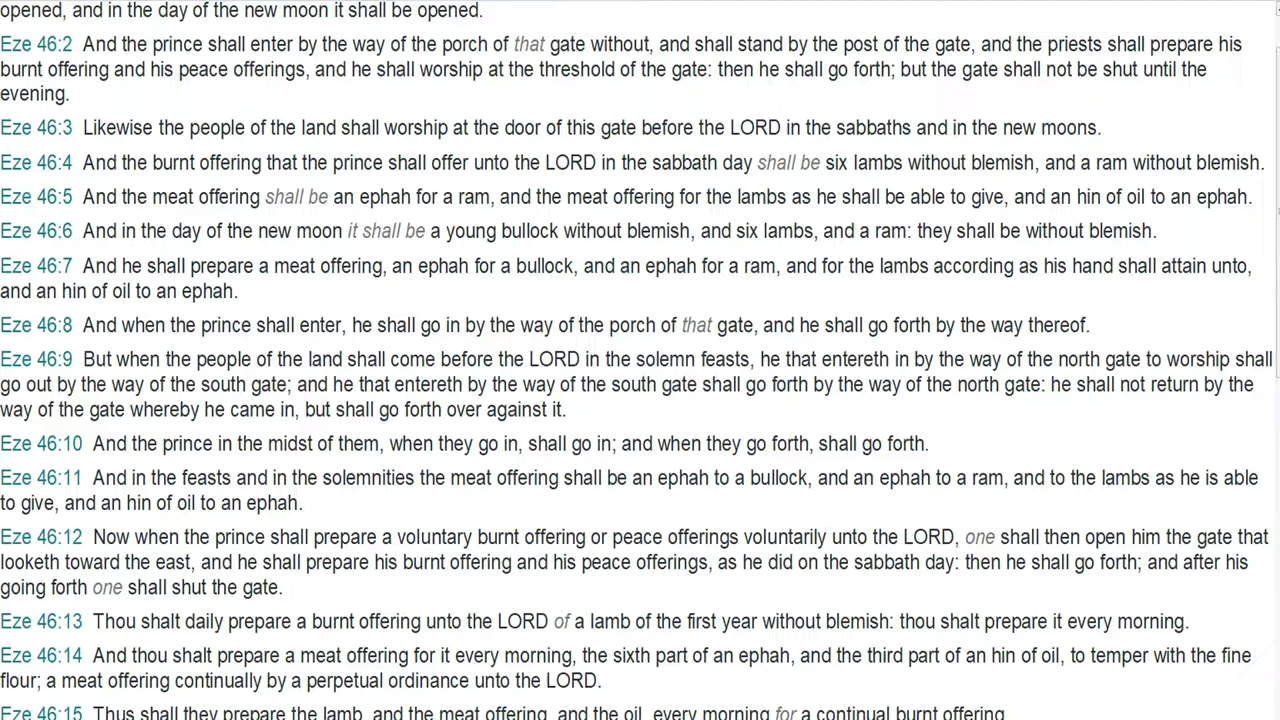 opened, and in the day of the new moon it shall be opened.
Eze 46:2 And the prince shall enter by the way of the porch of that gate without, and shall stand by the post of the gate, and the priests shall prepare his
burnt offering and his peace offerings, and he shall worship at the threshold of the gate: then he shall go forth; but the gate shall not be shut until the
evening.
Eze 46:3 Likewise the people of the land shall worship at the door of this gate before the LORD in the sabbaths and in the new moons.
Eze 46:4 And the burnt offering that the prince shall offer unto the LORD in the sabbath day shall be six lambs without blemish, and a ram without blemish.
Eze 46:5 And the meat offering shall be an ephah for a ram, and the meat offering for the lambs as he shall be able to give, and an hin of oil to an ephah.
Eze 46:6 And in the day of the new moon it shall be a young bullock without blemish, and six lambs, and a ram: they shall be without blemish.
Eze 46:7 And he shall prepare a meat offering, an ephah for a bullock, and an ephah for a ram, and for the lambs according as his hand shall attain unto,
and an hin of oil to an ephah.
Eze 46:8 And when the prince shall enter, he shall go in by the way of the porch of that gate, and he shall go forth by the way thereof.
Eze 46:9 But when the people of the land shall come before the LORD in the solemn feasts, he that entereth in by the way of the north gate to worship shall
go out by the way of the south gate; and he that entereth by the way of the south gate shall go forth by the way of the north gate: he shall not return by the
way of the gate whereby he came in, but shall go forth over against it.
Eze 46:10 And the prince in the midst of them, when they go in, shall go in; and when they go forth, shall go forth.
Eze 46:11 And in the feasts and in the solemnities the meat offering shall be an ephah to a bullock, and an ephah to a ram, and to the lambs as he is able
to give, and an hin of oil to an ephah.
Eze 46:12 Now when the prince shall prepare a voluntary burnt offering or peace offerings voluntarily unto the LORD, one shall then open him the gate that
looketh toward the east, and he shall prepare his burnt offering and his peace offerings, as he did on the sabbath day: then he shall go forth; and after his
going forth one shall shut the gate.
Eze 46:13 Thou shalt daily prepare a burnt offering unto the LORD of a lamb of the first year without blemish: thou shalt prepare it every morning.
Eze 46:14 And thou shalt prepare a meat offering for it every morning, the sixth part of an ephah, and the third part of an hin of oil, to temper with the fine
flour; a meat offering continually by a perpetual ordinance unto the LORD.
Eze 46:15 Thus shall they prepare the lamb, and the meat offering, and the oil, every morning for a continual burnt offering.